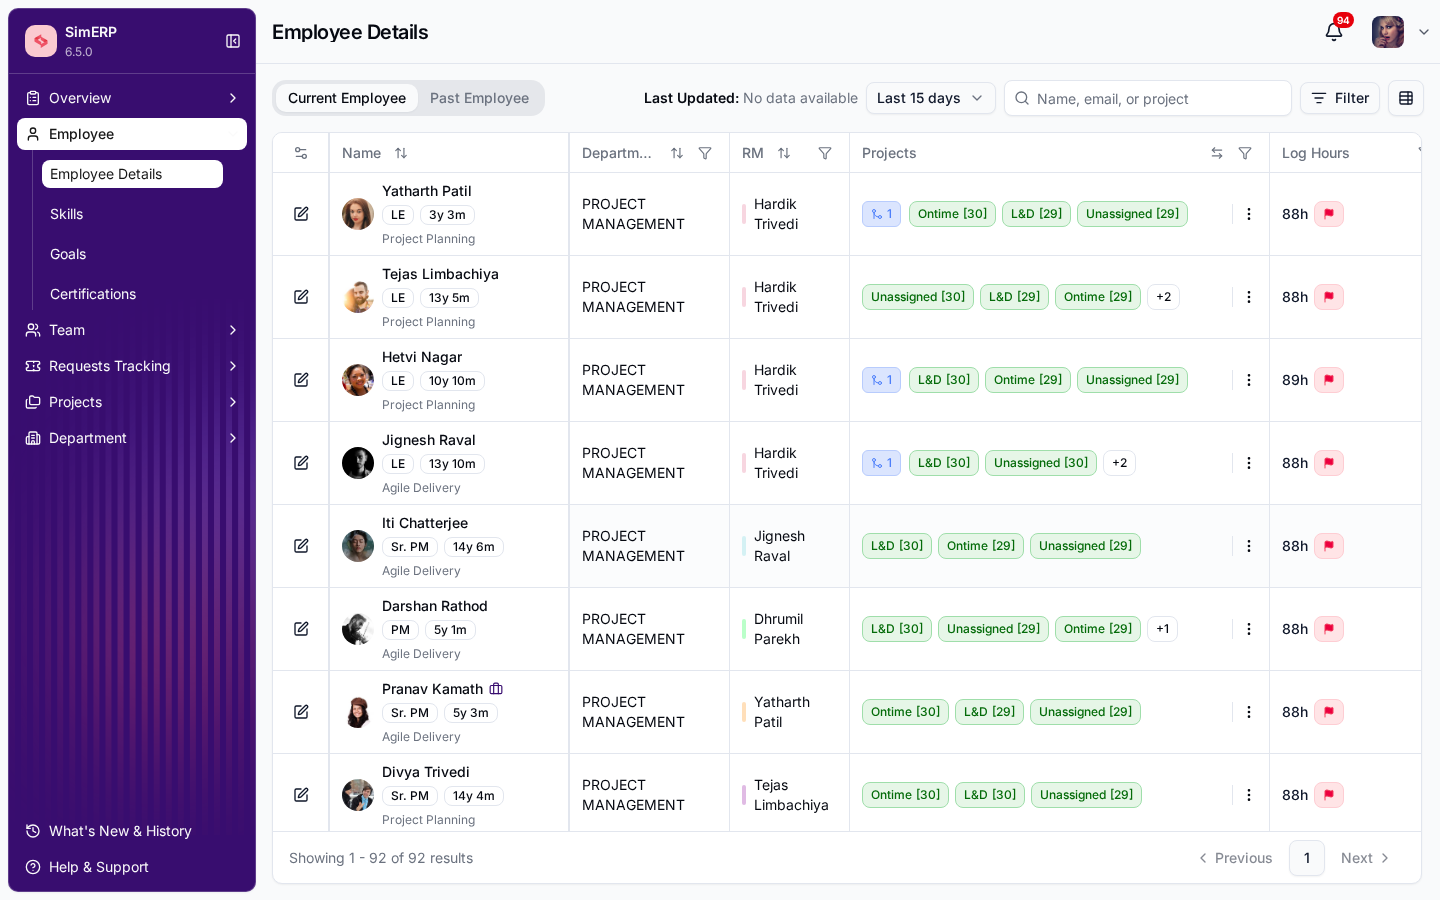 SimERP
6.5.0
Overview
Employee
Employee Details
Skills
Goals
Certifications
Team
Requests Tracking
Projects
Department
What's New & History
Help & Support
Employee Details
94
Current Employee Past Employee
Last Updated: No data available
Last 15 days
Name, email, or project
Filter
Name Departm... RM Projects Log Hours
Yatharth Patil
LE 3y 3m
Project Planning
PROJECT
MANAGEMENT
Hardik
Trivedi
1 Ontime [30] L&D [29] Unassigned [29]
88h
Tejas Limbachiya
LE 13y 5m
Project Planning
PROJECT
MANAGEMENT
Hardik
Trivedi
Unassigned [30] L&D [29] Ontime [29] +2
88h
Hetvi Nagar
LE 10y 10m
Project Planning
PROJECT
MANAGEMENT
Hardik
Trivedi
1 L&D [30] Ontime [29] Unassigned [29]
89h
Jignesh Raval
LE 13y 10m
Agile Delivery
PROJECT
MANAGEMENT
Hardik
Trivedi
1 L&D [30] Unassigned [30] +2
88h
Iti Chatterjee
Sr. PM 14y 6m
Agile Delivery
PROJECT
MANAGEMENT
Jignesh
Raval
L&D [30] Ontime [29] Unassigned [29]
88h
Darshan Rathod
PM 5y 1m
Agile Delivery
PROJECT
MANAGEMENT
Dhrumil
Parekh
L&D [30] Unassigned [29] Ontime [29] +1
88h
Pranav Kamath
Sr. PM 5y 3m
Agile Delivery
PROJECT
MANAGEMENT
Yatharth
Patil
Ontime [30] L&D [29] Unassigned [29]
88h
Divya Trivedi
Sr. PM 14y 4m
Project Planning
PROJECT
MANAGEMENT
Tejas
Limbachiya
Ontime [30] L&D [30] Unassigned [29]
88h
Showing 1 - 92 of 92 results
Previous 1 Next